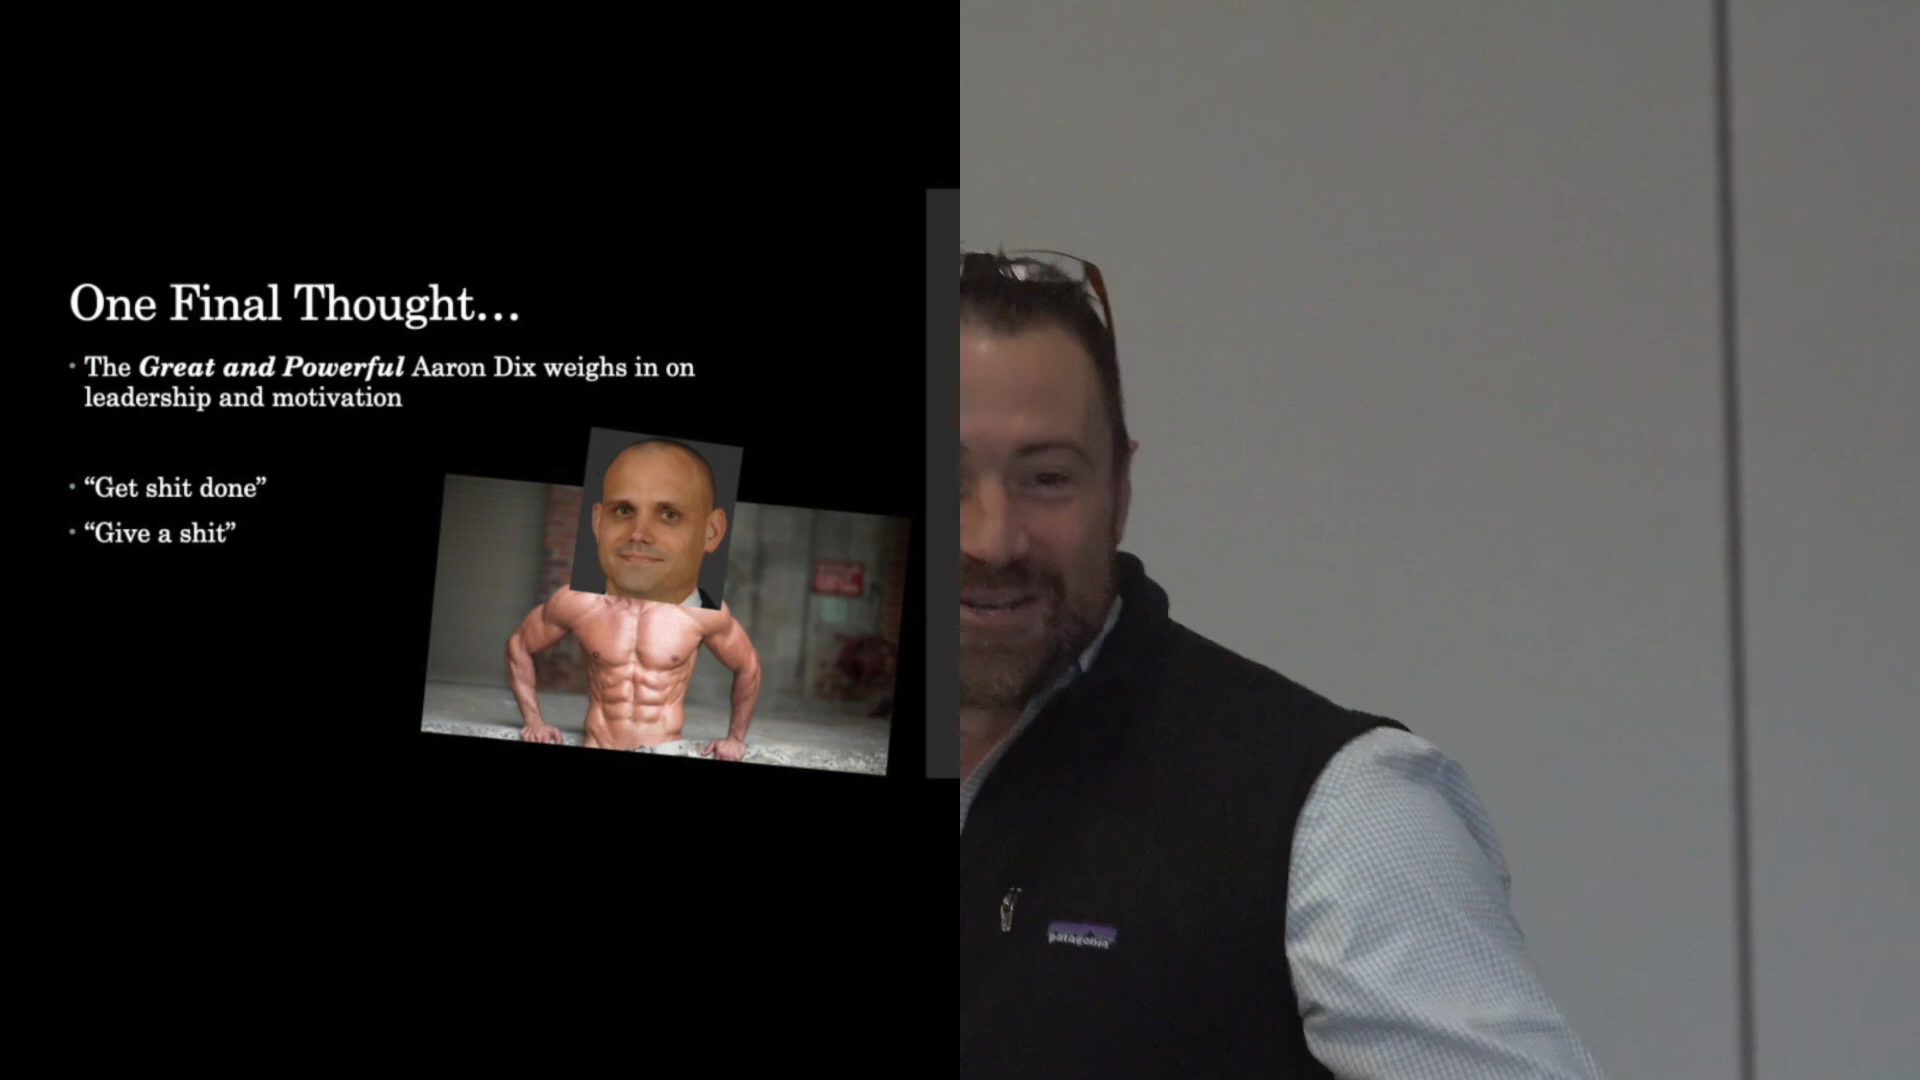 One Final Thought…
• The Great and Powerful Aaron Dix weighs in on
leadership and motivation
• “Get shit done”
• “Give a shit”
patagonia